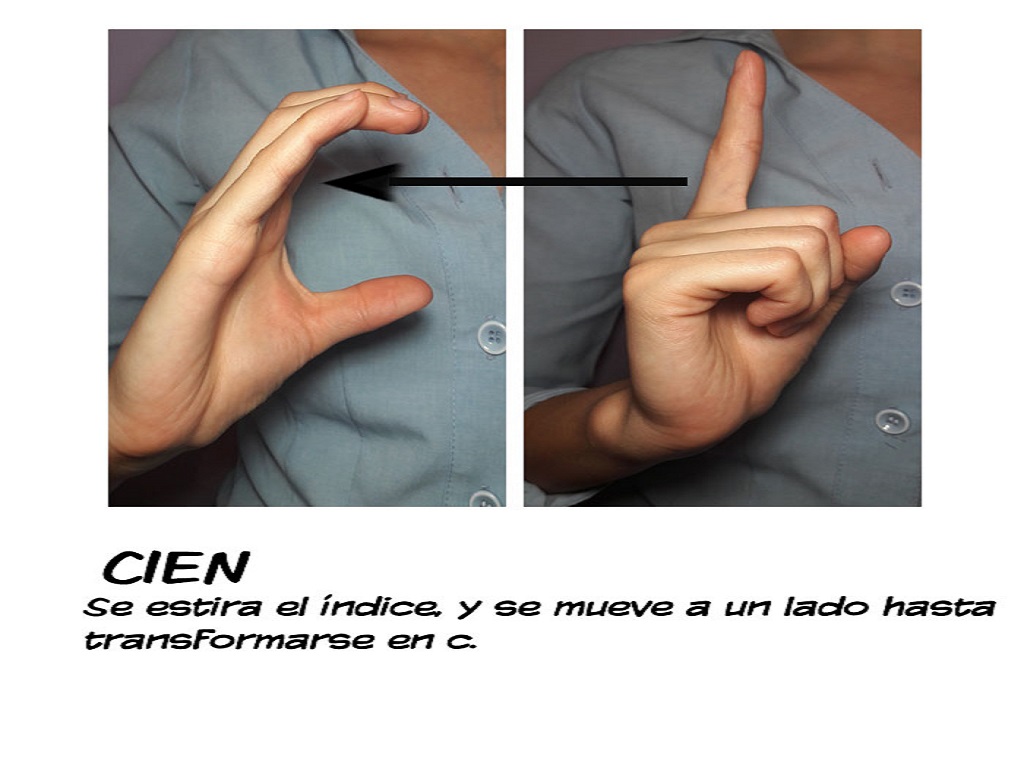 CIEN
Se estira el índice, y se mueve a un lado hasta
transformarse en c.